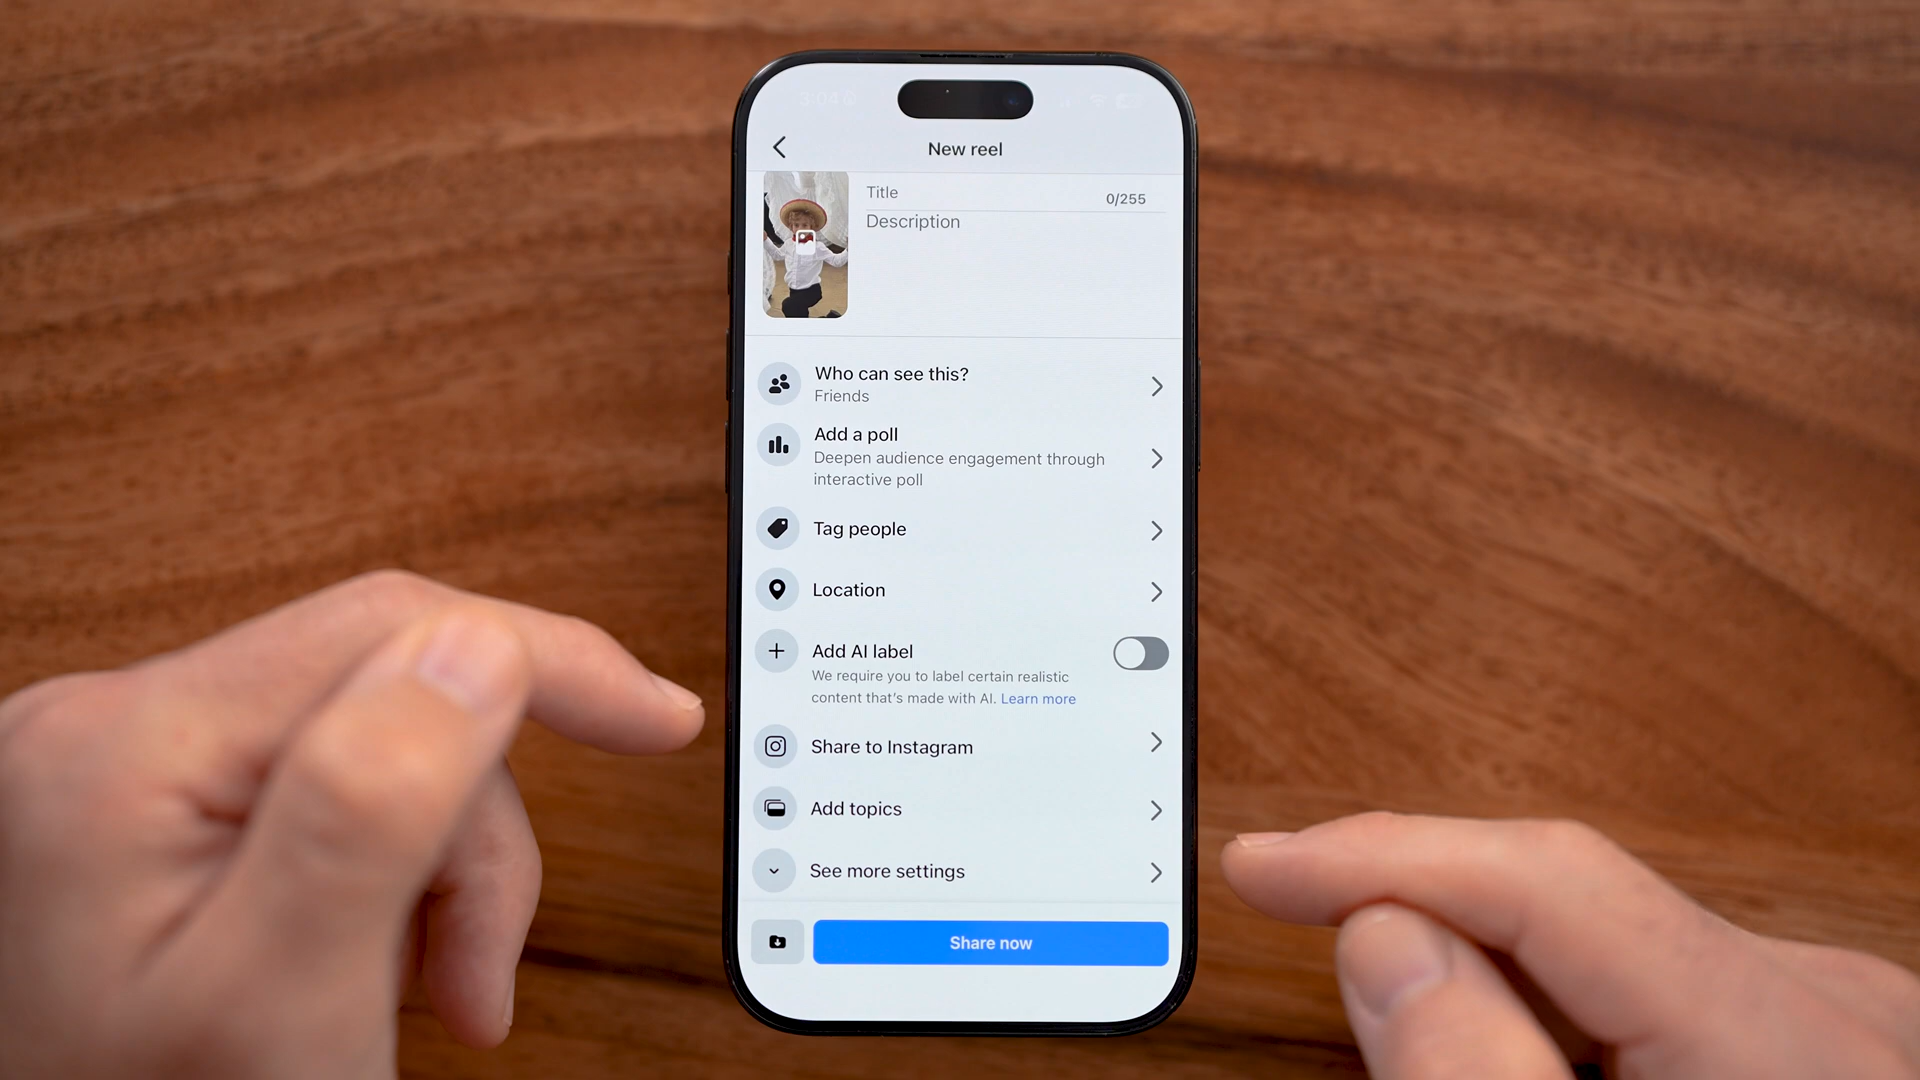 3:04
New reel
Title
0/255
Description
Who can see this?
Friends
Add a poll
Deepen audience engagement through
interactive poll
Tag people
Location
Add AI label
We require you to label certain realistic
content that's made with AI. Learn more
Share to Instagram
Add topics
See more settings
Share now